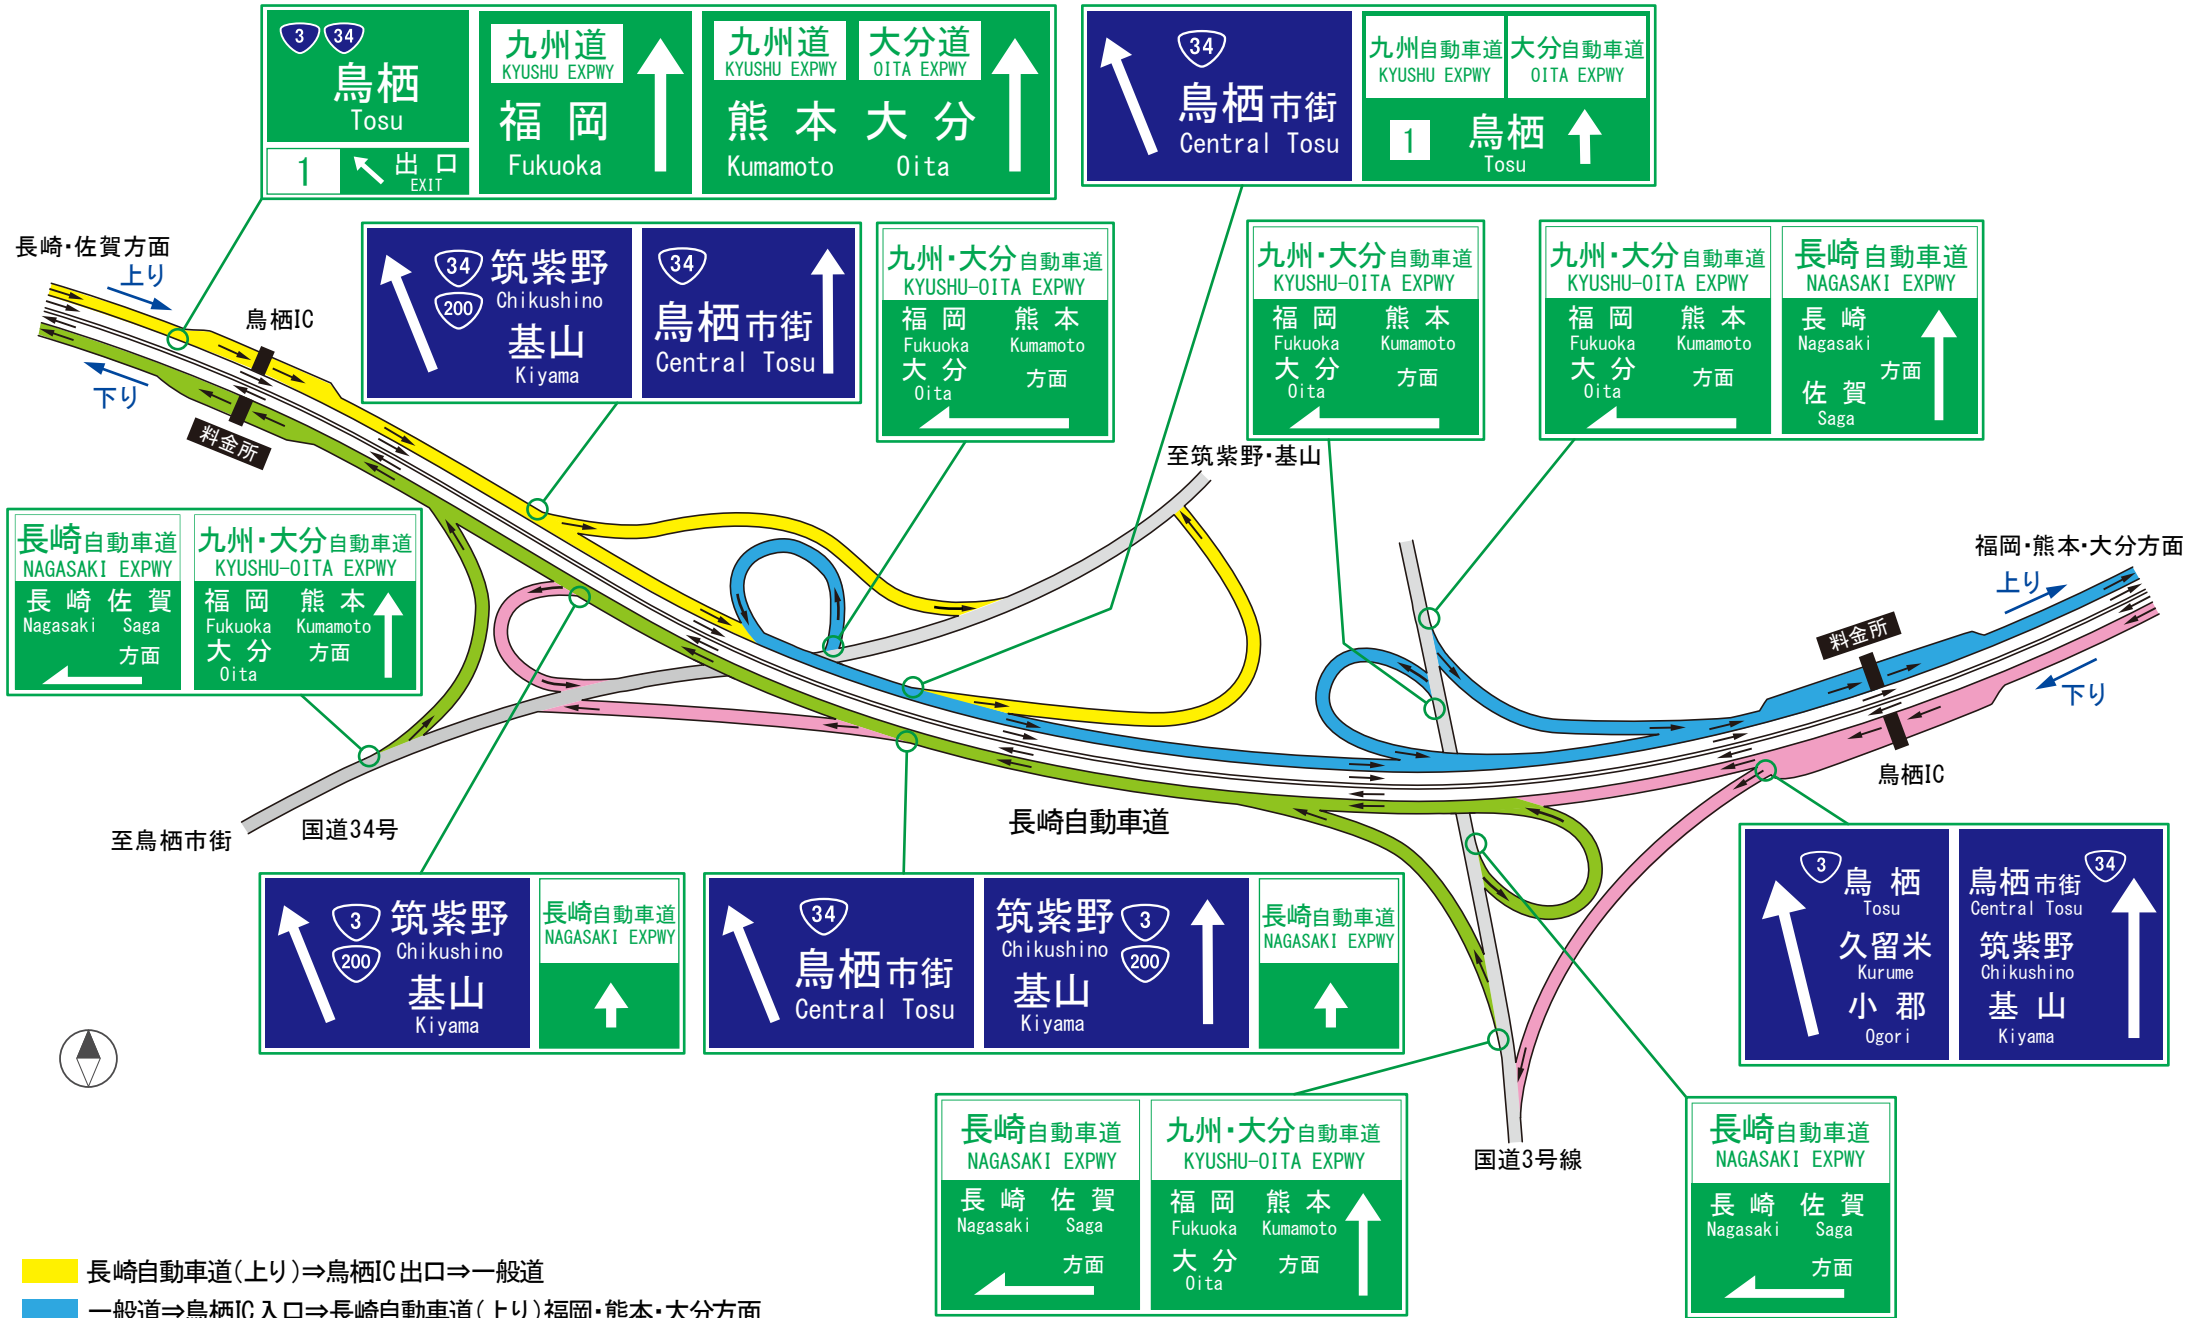 3 34
鳥栖
Tosu
1 出口
EXIT
九州道
KYUSHU EXPWY
福岡
Fukuoka
九州道 大分道
KYUSHU EXPWY OITA EXPWY
熊本 大分
Kumamoto Oita
34
鳥栖市街
Central Tosu
九州自動車道 大分自動車道
KYUSHU EXPWY OITA EXPWY
1 鳥栖
Tosu
長崎・佐賀方面
上り
鳥栖IC
下り
料金所
34 筑紫野
Chikushino
200
基山
Kiyama
34
鳥栖市街
Central Tosu
九州・大分自動車道
KYUSHU-OITA EXPWY
福岡 熊本
Fukuoka Kumamoto
大分 方面
Oita
九州・大分自動車道
KYUSHU-OITA EXPWY
福岡 熊本
Fukuoka Kumamoto
大分 方面
Oita
九州・大分自動車道
KYUSHU-OITA EXPWY
福岡 熊本
Fukuoka Kumamoto
大分 方面
Oita
長崎自動車道
NAGASAKI EXPWY
長崎
Nagasaki
方面
佐賀
Saga
至筑紫野・基山
福岡・熊本・大分方面
上り
料金所
下り
鳥栖IC
長崎自動車道
NAGASAKI EXPWY
長崎 佐賀
Nagasaki Saga
方面
九州・大分自動車道
KYUSHU-OITA EXPWY
福岡 熊本
Fukuoka Kumamoto
大分 方面
Oita
至鳥栖市街
国道34号
長崎自動車道
3 筑紫野
Chikushino
200
基山
Kiyama
長崎自動車道
NAGASAKI EXPWY
34
鳥栖市街
Central Tosu
筑紫野 3
Chikushino
200
基山
Kiyama
長崎自動車道
NAGASAKI EXPWY
3 鳥栖
Tosu
久留米
Kurume
小郡
Ogori
34
鳥栖市街
Central Tosu
筑紫野
Chikushino
基山
Kiyama
長崎自動車道
NAGASAKI EXPWY
長崎 佐賀
Nagasaki Saga
方面
九州・大分自動車道
KYUSHU-OITA EXPWY
福岡 熊本
Fukuoka Kumamoto
大分 方面
Oita
国道3号線
長崎自動車道
NAGASAKI EXPWY
長崎 佐賀
Nagasaki Saga
方面
長崎自動車道(上り)⇒鳥栖IC出口⇒一般道
一般道⇒鳥栖IC入口⇒長崎自動車道(上り)福岡・熊本・大分方面